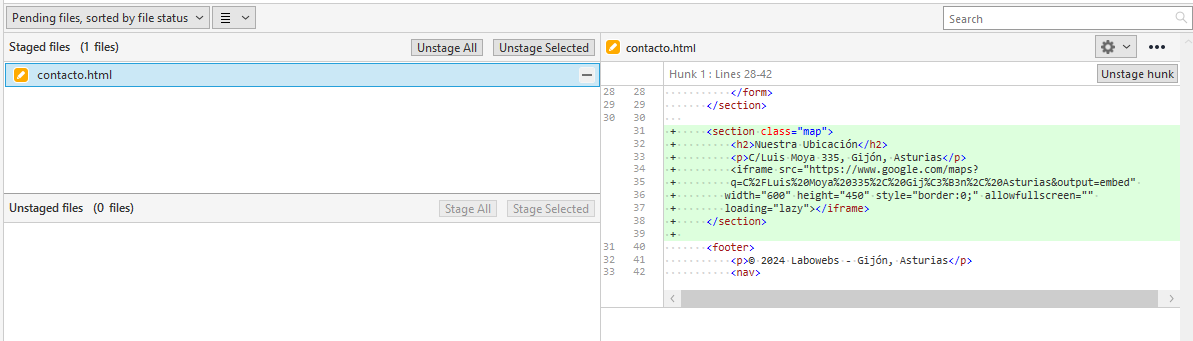 Pending files, sorted by file status
Search
Staged files (1 files)
Unstage All
Unstage Selected
contacto.html
Unstaged files (0 files)
Stage All
Stage Selected
contacto.html
Hunk 1 : Lines 28-42
Unstage hunk
28 28 </form>
29 29 </section>
30 30
31 + <section class="map">
32 + <h2>Nuestra Ubicación</h2>
33 + <p>C/Luis Moya 335, Gijón, Asturias</p>
34 + <iframe src="https://www.google.com/maps?
35 + q=C%2FLuis%20Moya%20335%2C%20Gij%C3%B3n%2C%20Asturias&output=embed"
36 + width="600" height="450" style="border:0;" allowfullscreen=""
37 + loading="lazy"></iframe>
38 + </section>
39 +
31 40 <footer>
32 41 <p>© 2024 Labowebs - Gijón, Asturias</p>
33 42 <nav>